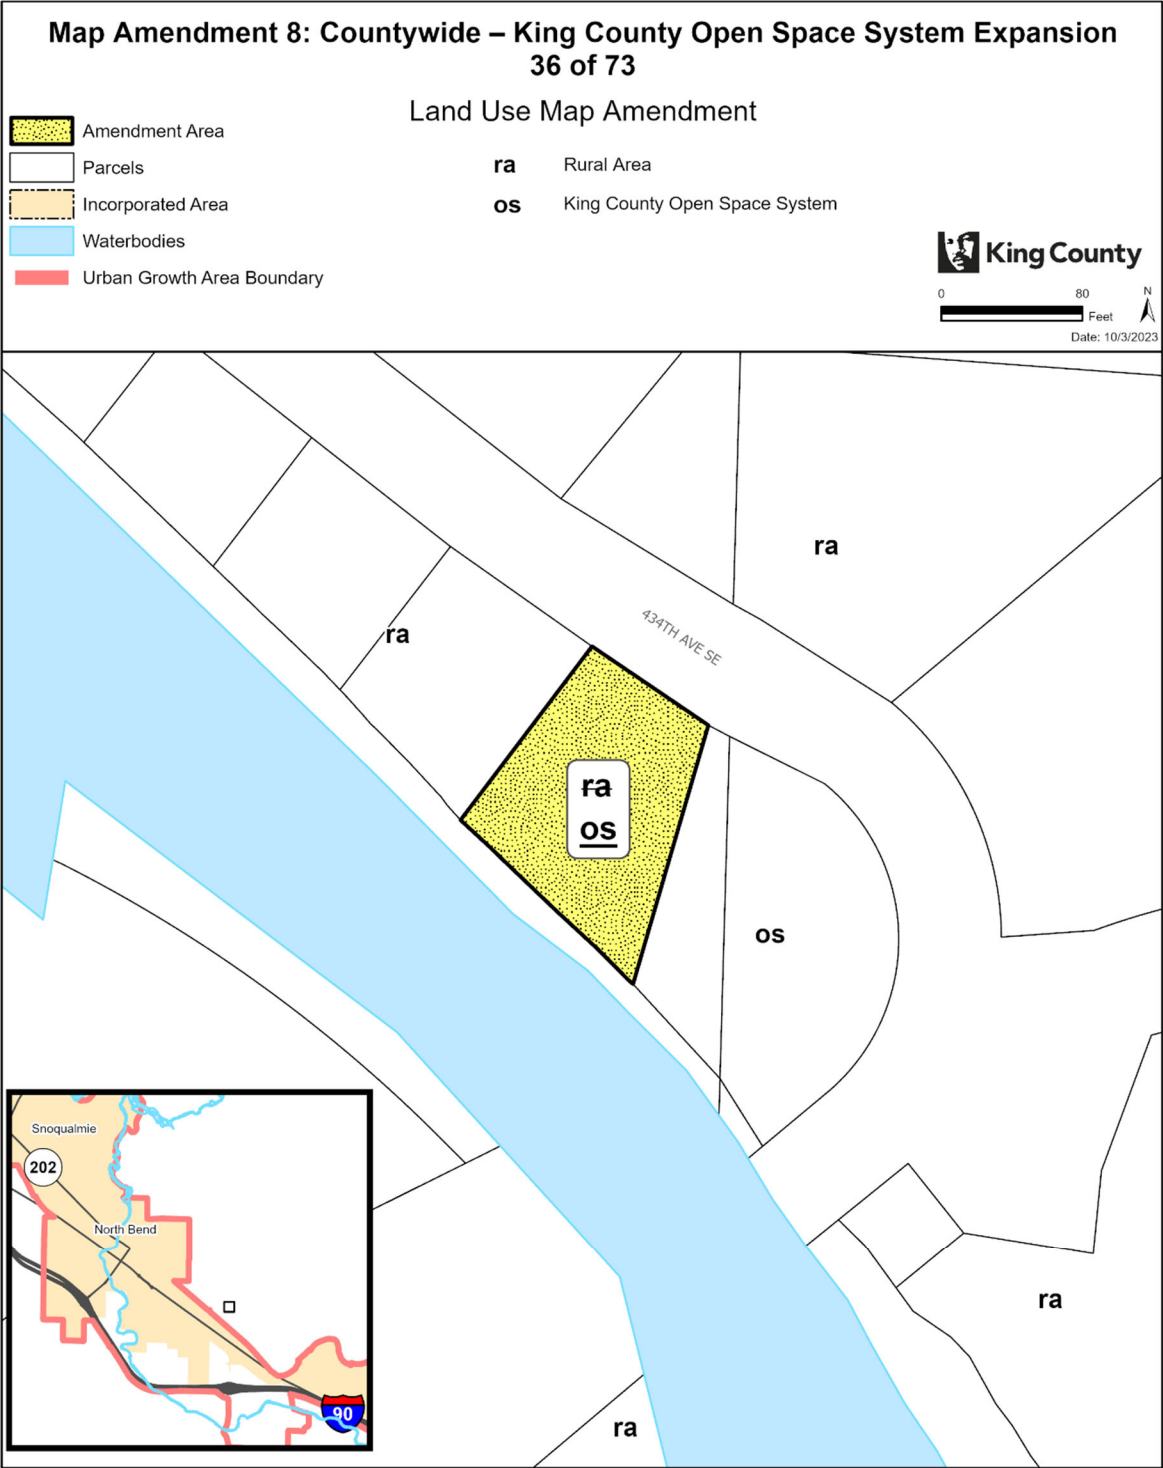 Map Amendment 8: Countywide – King County Open Space System Expansion
36 of 73
Land Use Map Amendment
Amendment Area
Parcels
Incorporated Area
Waterbodies
Urban Growth Area Boundary
ra Rural Area
os King County Open Space System
King County
0 80
Feet
N
Date: 10/3/2023
ra
434TH AVE SE
ra
ra
os
os
ra
ra
Snoqualmie
202
North Bend
90